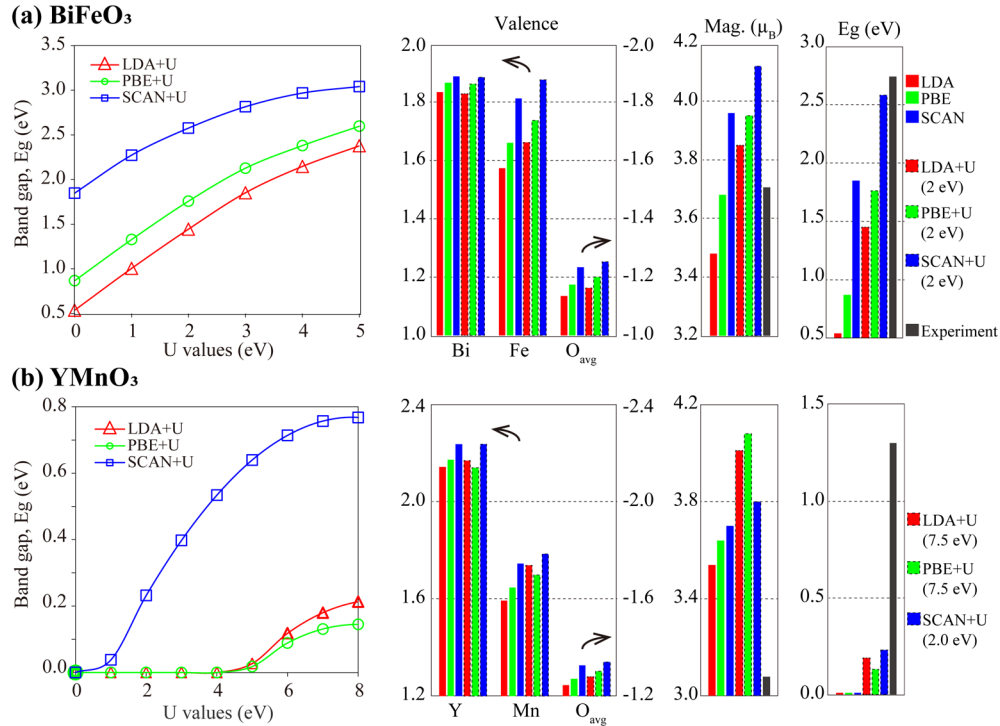 (a) BiFeO₃
Valence
Mag. (μB)
Eg (eV)
Band gap, Eg (eV)
3.5
3.0
2.5
2.0
1.5
1.0
0.5
LDA+U
PBE+U
SCAN+U
0 1 2 3 4 5
U values (eV)
2.0
1.8
1.6
1.4
1.2
1.0
-2.0
-1.8
-1.6
-1.4
-1.2
-1.0
Bi Fe Oavg
4.2
4.0
3.8
3.6
3.4
3.2
3.0
2.5
2.0
1.5
1.0
0.5
LDA
PBE
SCAN
LDA+U
(2 eV)
PBE+U
(2 eV)
SCAN+U
(2 eV)
Experiment
(b) YMnO₃
Band gap, Eg (eV)
0.8
0.6
0.4
0.2
0.0
LDA+U
PBE+U
SCAN+U
0 2 4 6 8
U values (eV)
2.4
2.0
1.6
1.2
-2.4
-2.0
-1.6
-1.2
Y Mn Oavg
4.2
3.8
3.4
3.0
1.5
1.0
0.5
0.0
LDA+U
(7.5 eV)
PBE+U
(7.5 eV)
SCAN+U
(2.0 eV)